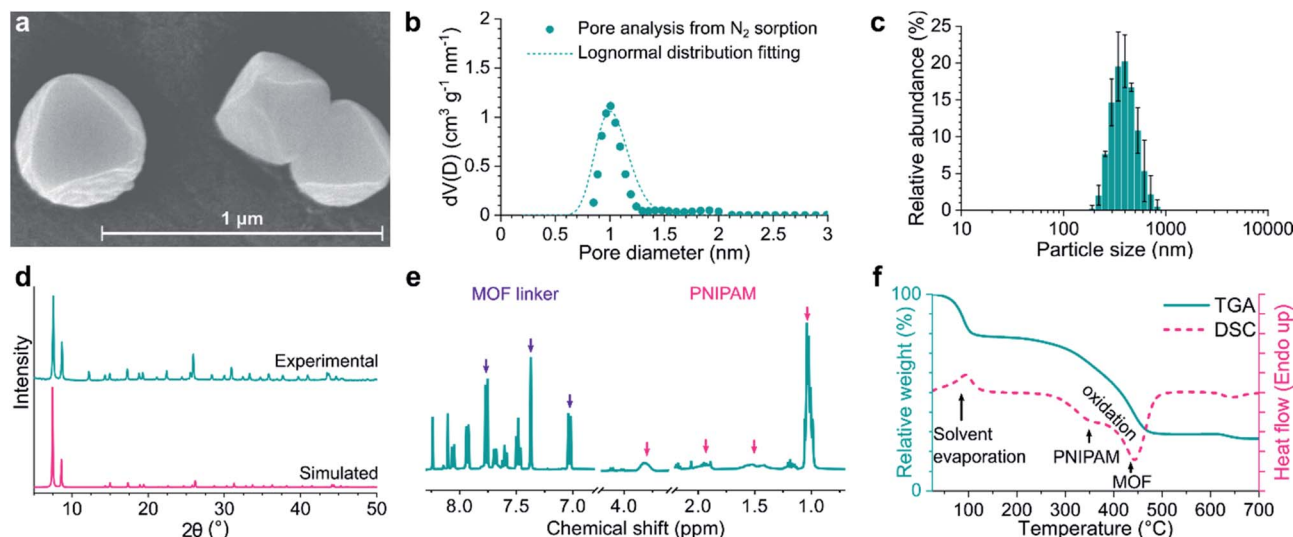 a
1 μm
b
Pore analysis from N₂ sorption
Lognormal distribution fitting
dV(D) (cm³ g⁻¹ nm⁻¹)
2
1.5
1
0.5
0
0 0.5 1 1.5 2 2.5 3
Pore diameter (nm)
c
Relative abundance (%)
25
20
15
10
5
0
10 100 1000 10000
Particle size (nm)
d
Intensity
Experimental
Simulated
10 20 30 40 50
2θ (°)
e
MOF linker PNIPAM
8.0 7.5 7.0 4.0 2.0 1.5 1.0
Chemical shift (ppm)
f
Relative weight (%)
100
0
TGA
DSC
Solvent
evaporation
oxidation
PNIPAM
MOF
Heat flow (Endo up)
100 200 300 400 500 600 700
Temperature (°C)